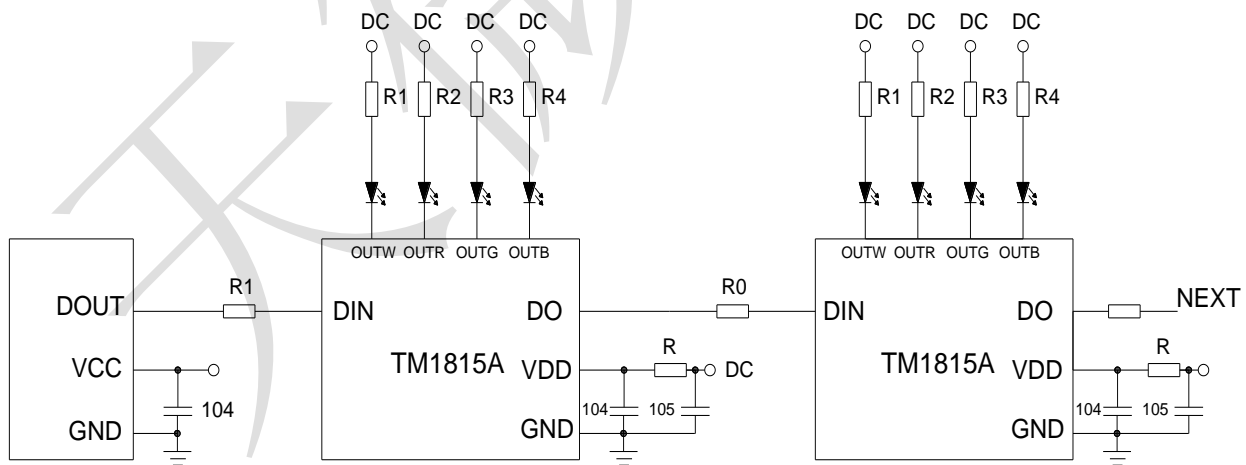 DC DC DC DC DC DC DC DC
R1 R2 R3 R4 R1 R2 R3 R4
OUTW OUTR OUTG OUTB OUTW OUTR OUTG OUTB
DOUT R1 DIN DO R0 DIN DO NEXT
VCC TM1815A VDD R DC TM1815A VDD R
104 104 105 104 105
GND GND GND